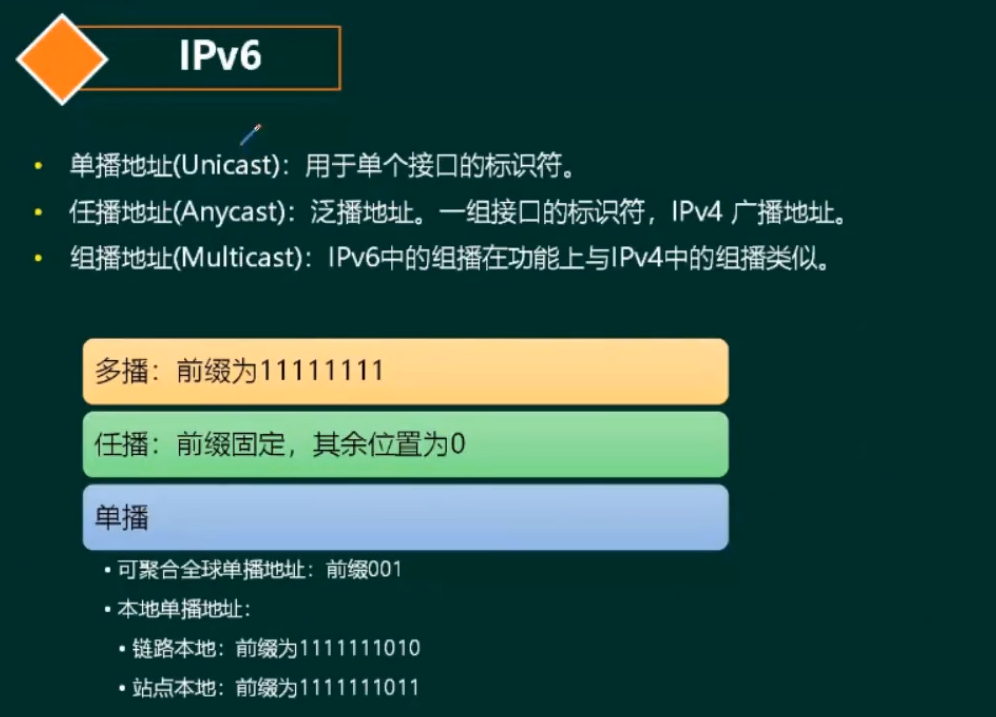 IPv6
• 单播地址(Unicast)：用于单个接口的标识符。
• 任播地址(Anycast)：泛播地址。一组接口的标识符，IPv4 广播地址。
• 组播地址(Multicast)：IPv6中的组播在功能上与IPv4中的组播类似。
多播：前缀为11111111
任播：前缀固定，其余位置为0
单播
• 可聚合全球单播地址：前缀001
• 本地单播地址：
• 链路本地：前缀为1111111010
• 站点本地：前缀为1111111011